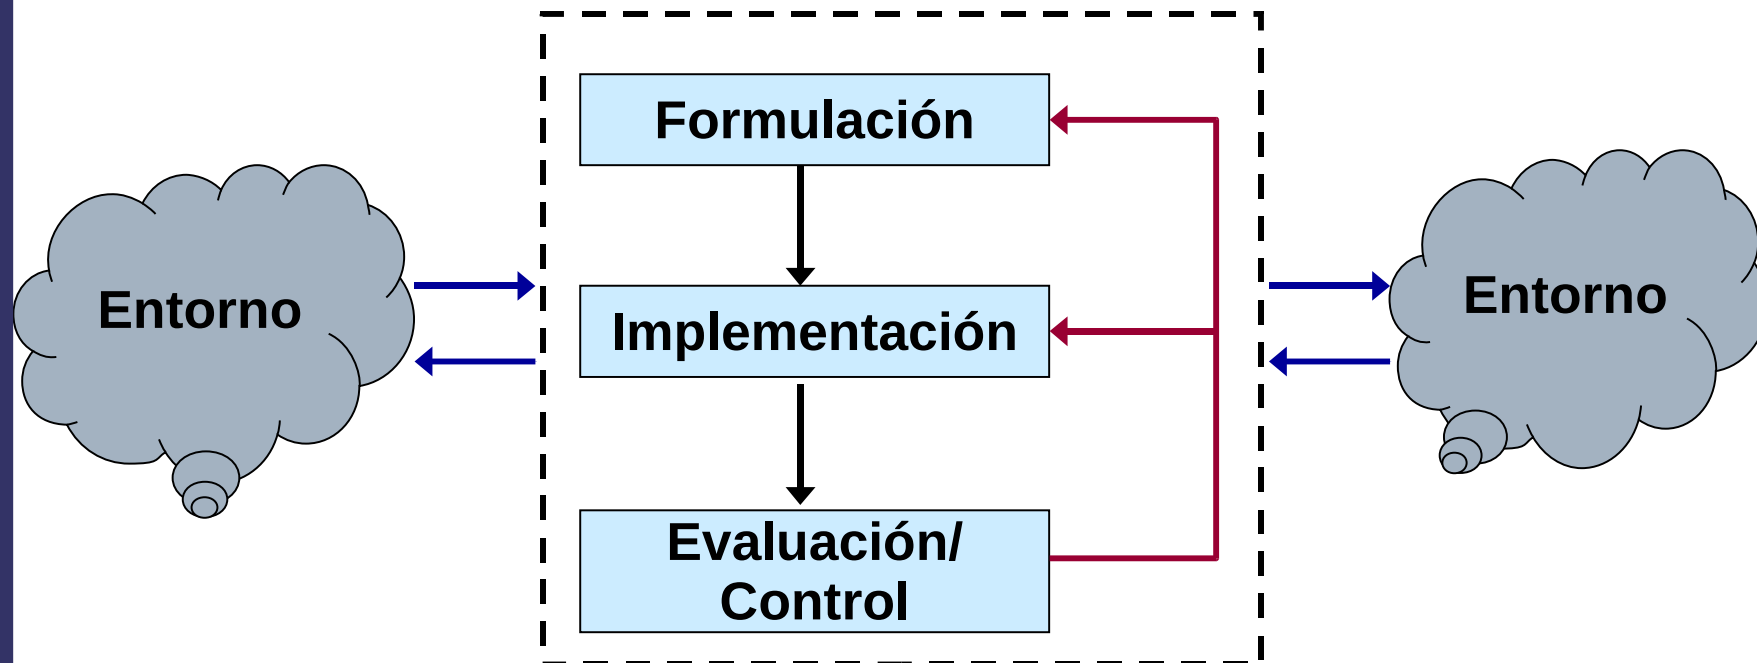 Formulación
Entorno
Implementación
Entorno
Evaluación/
Control